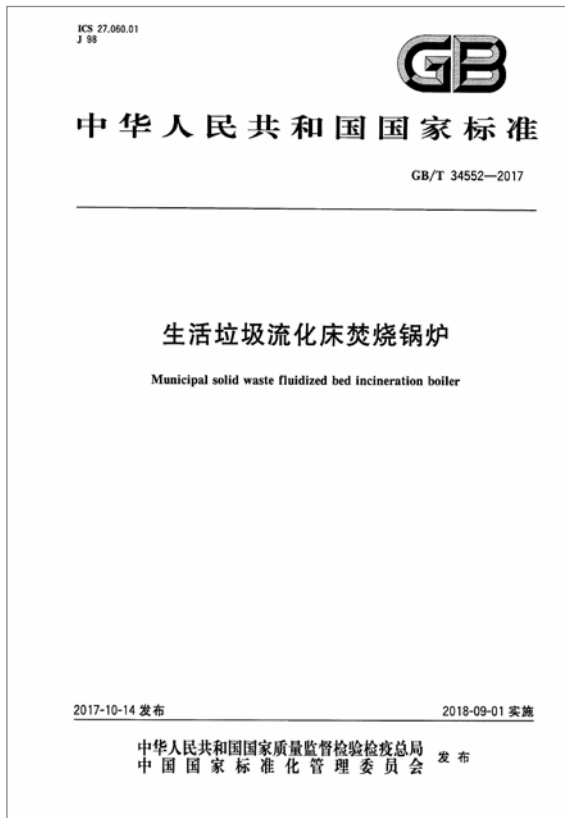 ICS 27.060.01
J 98
GB
中华人民共和国国家标准
GB/T 34552—2017
生活垃圾流化床焚烧锅炉
Municipal solid waste fluidized bed incineration boiler
2017-10-14 发布
2018-09-01 实施
中华人民共和国国家质量监督检验检疫总局
中国国家标准化管理委员会
发布